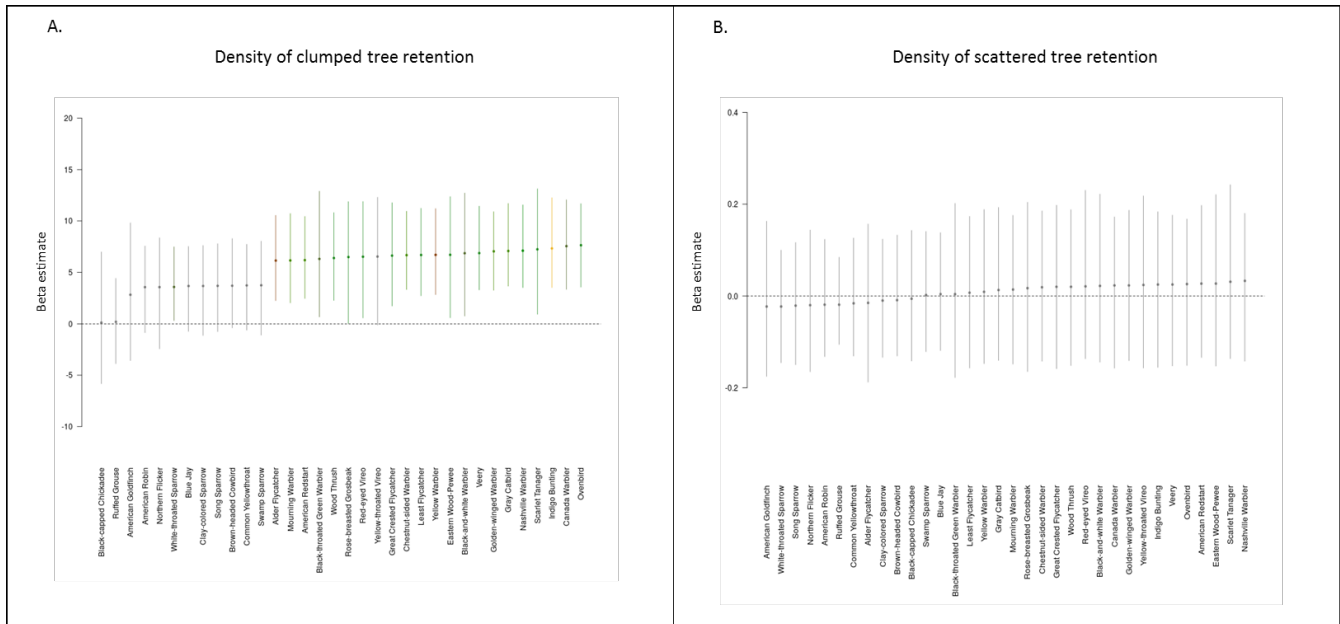 A.
Density of clumped tree retention
Beta estimate
20
15
10
5
0
-5
-10
Black-capped Chickadee
Ruffed Grouse
American Goldfinch
American Robin
Northern Flicker
White-throated Sparrow
Blue Jay
Clay-colored Sparrow
Song Sparrow
Brown-headed Cowbird
Common Yellowthroat
Swamp Sparrow
Alder Flycatcher
Mourning Warbler
American Redstart
Black-throated Green Warbler
Wood Thrush
Rose-breasted Grosbeak
Red-eyed Vireo
Yellow-throated Vireo
Great Crested Flycatcher
Chestnut-sided Warbler
Least Flycatcher
Yellow Warbler
Eastern Wood-Pewee
Black-and-white Warbler
Veery
Golden-winged Warbler
Gray Catbird
Nashville Warbler
Scarlet Tanager
Indigo Bunting
Canada Warbler
Ovenbird
B.
Density of scattered tree retention
Beta estimate
0.4
0.2
0.0
-0.2
American Goldfinch
White-throated Sparrow
Song Sparrow
Northern Flicker
American Robin
Ruffed Grouse
Common Yellowthroat
Alder Flycatcher
Clay-colored Sparrow
Brown-headed Cowbird
Black-capped Chickadee
Swamp Sparrow
Blue Jay
Black-throated Green Warbler
Least Flycatcher
Yellow Warbler
Gray Catbird
Mourning Warbler
Rose-breasted Grosbeak
Chestnut-sided Warbler
Great Crested Flycatcher
Wood Thrush
Red-eyed Vireo
Black-and-white Warbler
Canada Warbler
Golden-winged Warbler
Yellow-throated Vireo
Indigo Bunting
Veery
Ovenbird
American Redstart
Eastern Wood-Pewee
Scarlet Tanager
Nashville Warbler